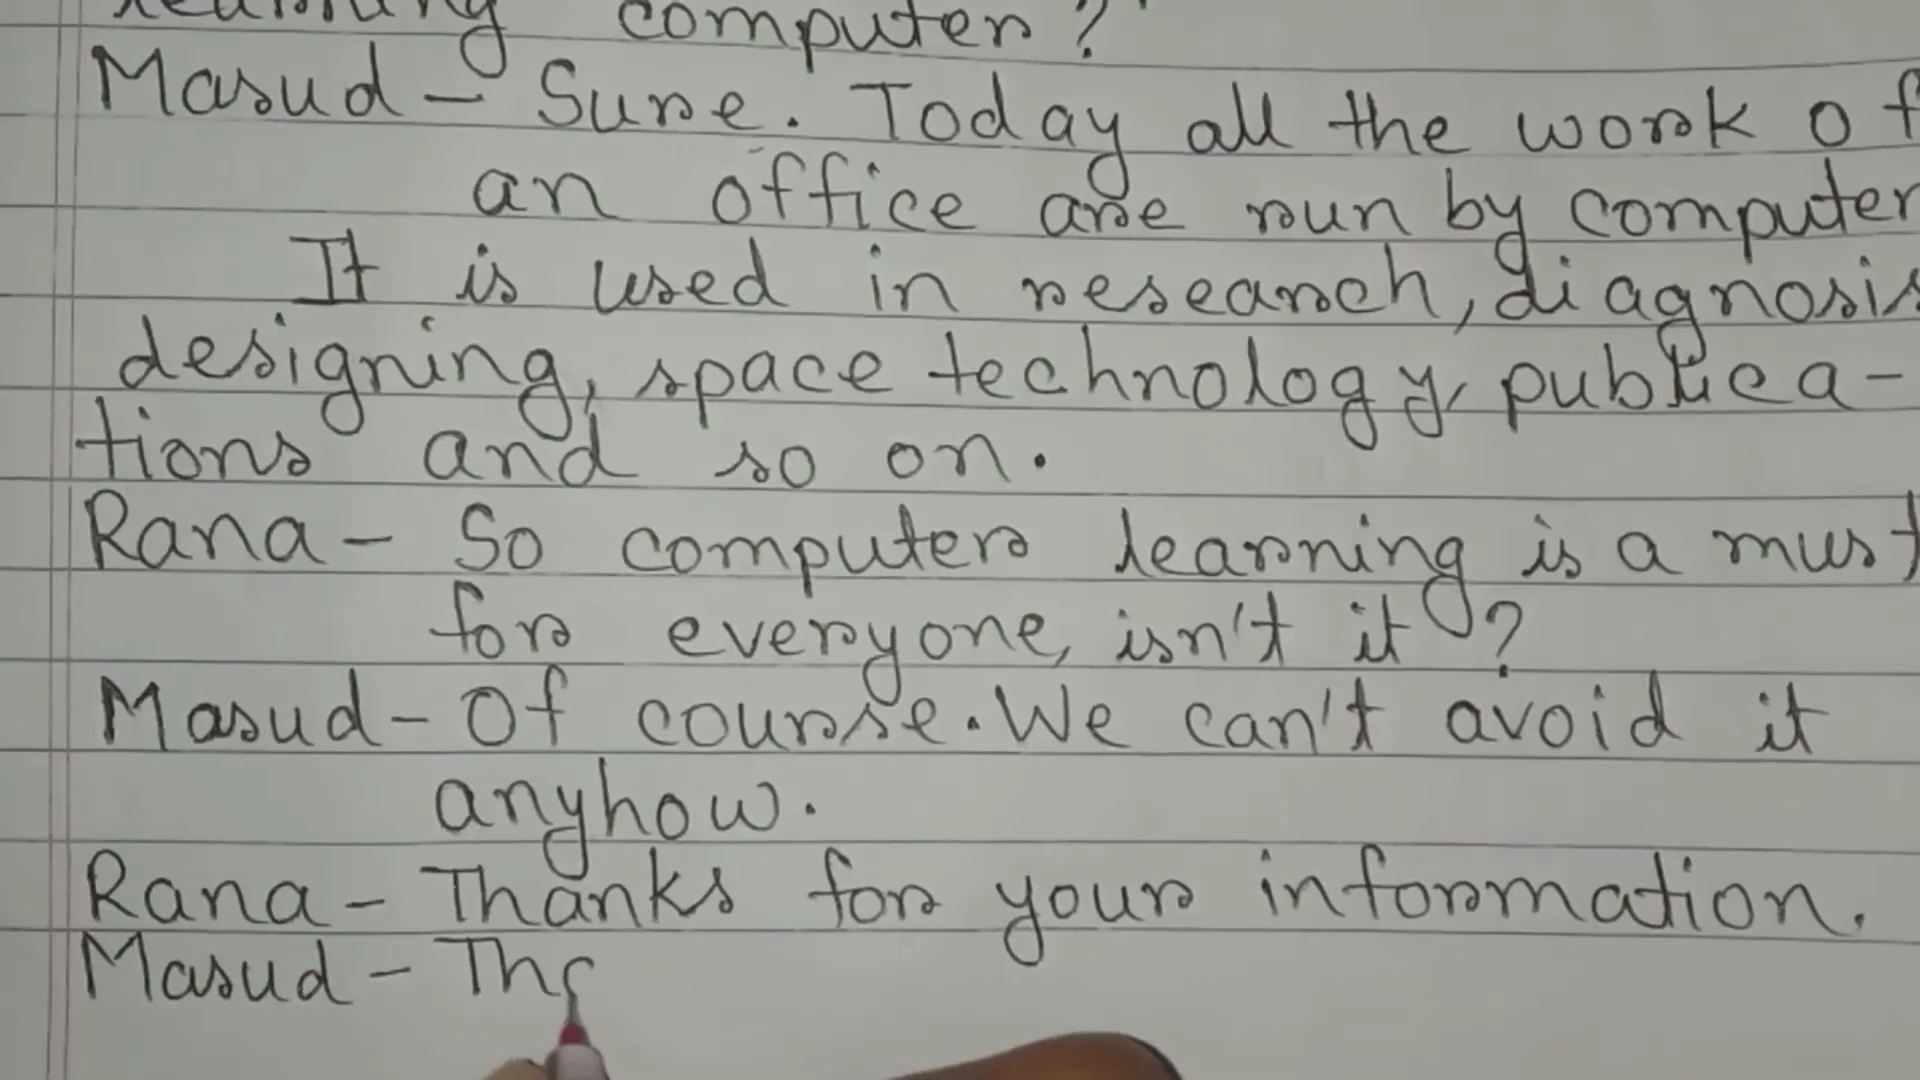 learning computer?
Masud - Sure. Today all the work of
an office are run by computer
It is used in research, diagnosis
designing, space technology, publica-
tions and so on.
Rana - So computer learning is a must
for everyone, isn't it?
Masud - Of course. We can't avoid it
anyhow.
Rana - Thanks for your information.
Masud - Tha